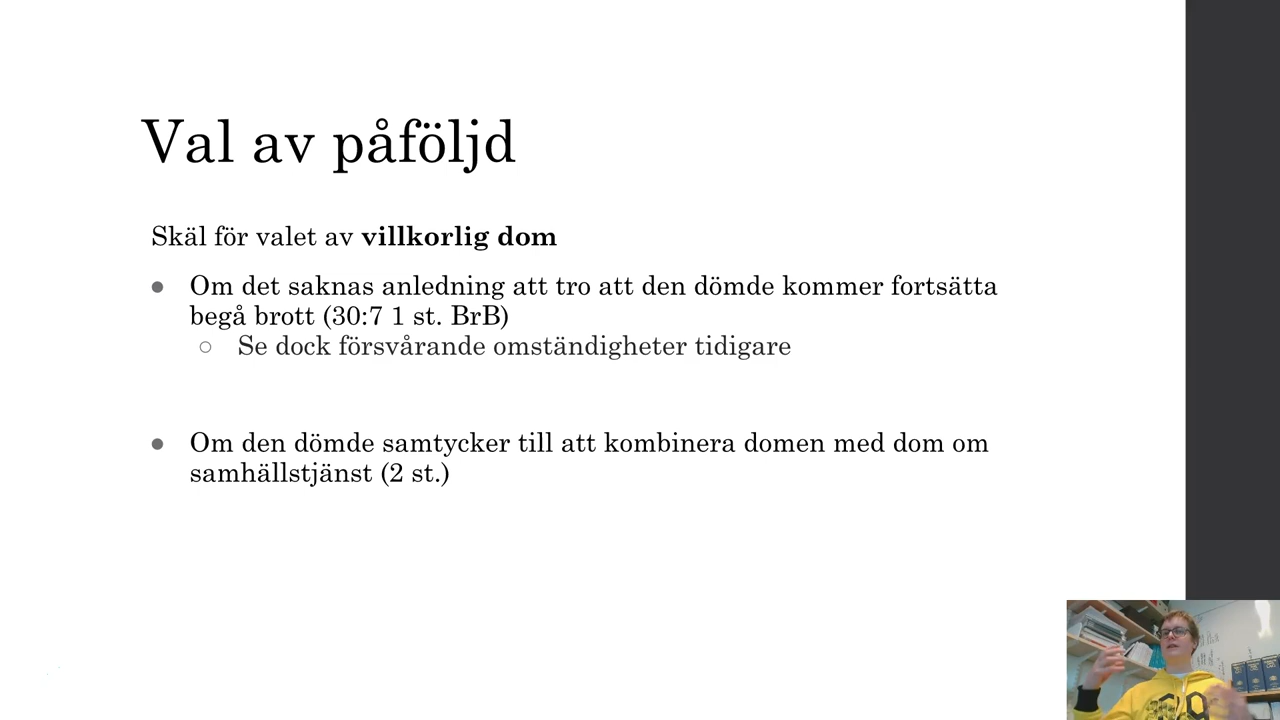 Val av påföljd
Skäl för valet av villkorlig dom
● Om det saknas anledning att tro att den dömde kommer fortsätta
begå brott (30:7 1 st. BrB)
○ Se dock försvårande omständigheter tidigare
● Om den dömde samtycker till att kombinera domen med dom om
samhällstjänst (2 st.)